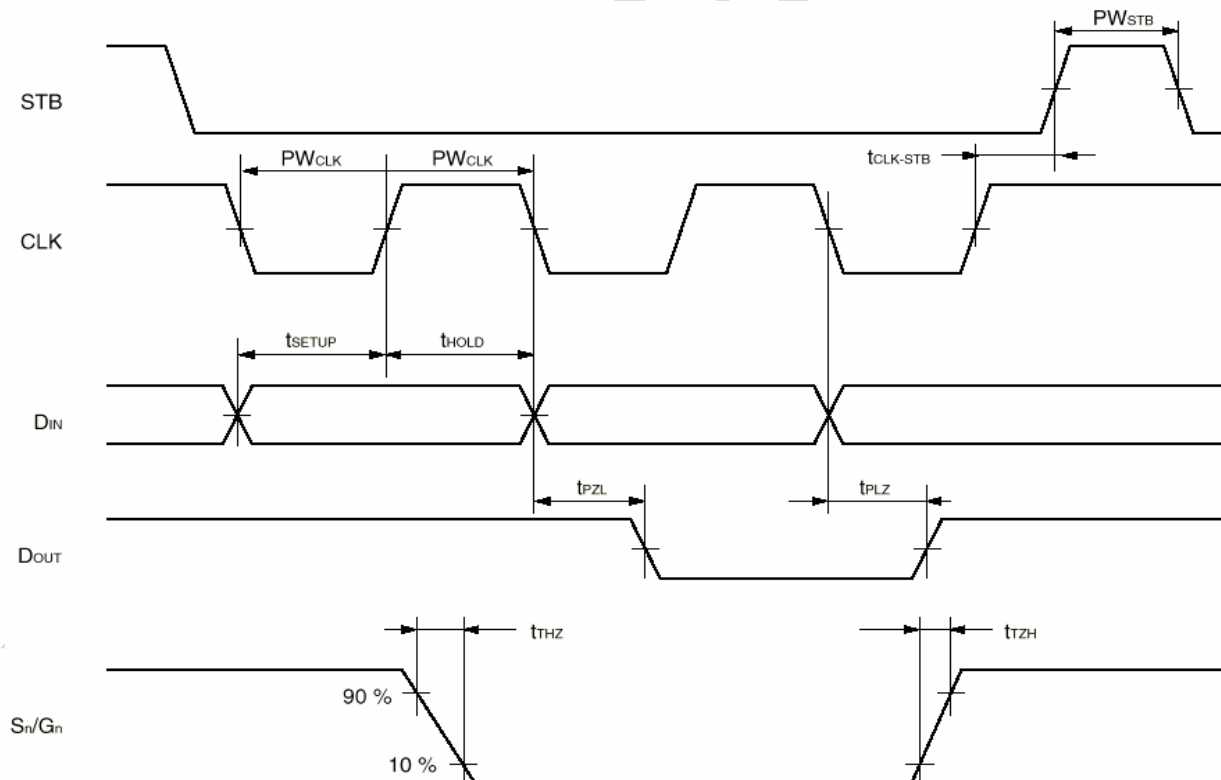 PWSTB
STB
tCLK-STB
PWCLK PWCLK
CLK
tSETUP tHOLD
DIN
tPZL tPLZ
DOUT
tTHZ tTZH
90 %
Sn/Gn
10 %